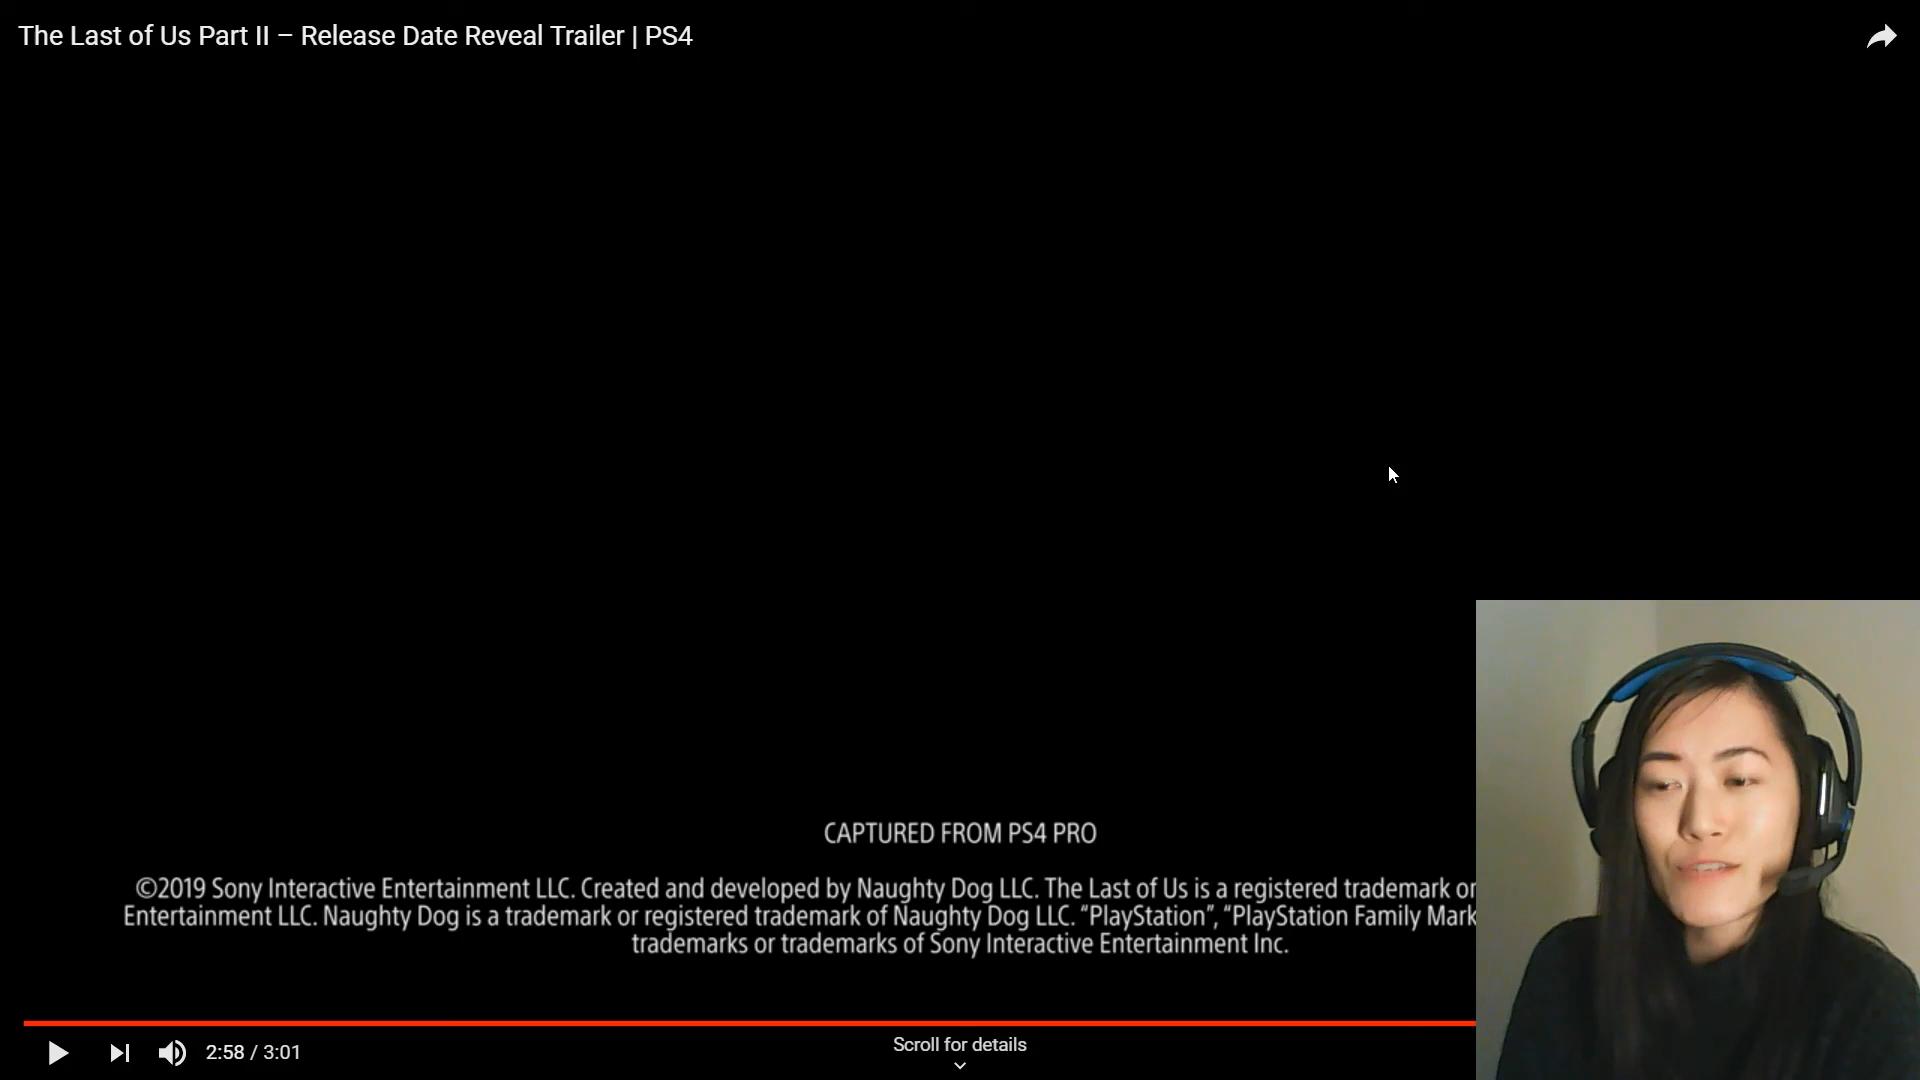 The Last of Us Part II – Release Date Reveal Trailer | PS4
CAPTURED FROM PS4 PRO
©2019 Sony Interactive Entertainment LLC. Created and developed by Naughty Dog LLC. The Last of Us is a registered trademark or
Entertainment LLC. Naughty Dog is a trademark or registered trademark of Naughty Dog LLC. “PlayStation”, “PlayStation Family Mark
trademarks or trademarks of Sony Interactive Entertainment Inc.
Scroll for details
2:58 / 3:01